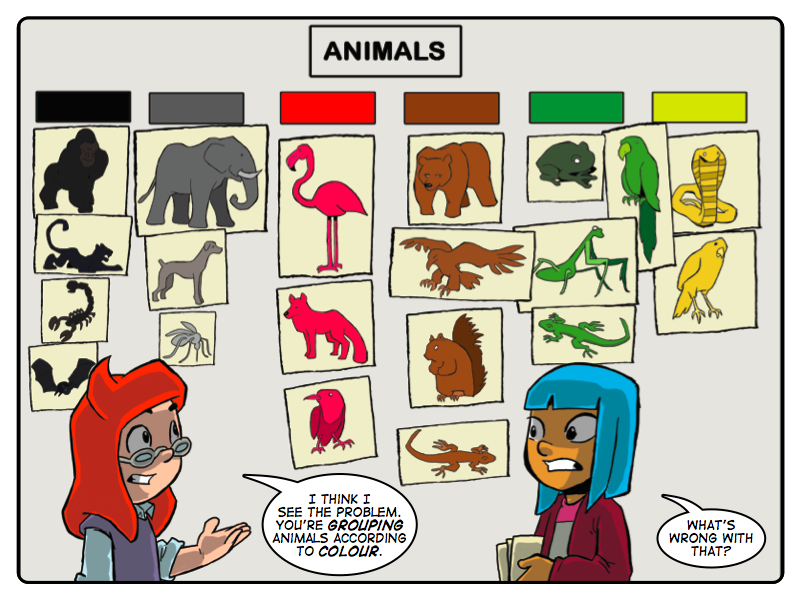 ANIMALS
I THINK I
SEE THE PROBLEM.
YOU'RE GROUPING
ANIMALS ACCORDING
TO COLOUR.
WHAT'S
WRONG WITH
THAT?